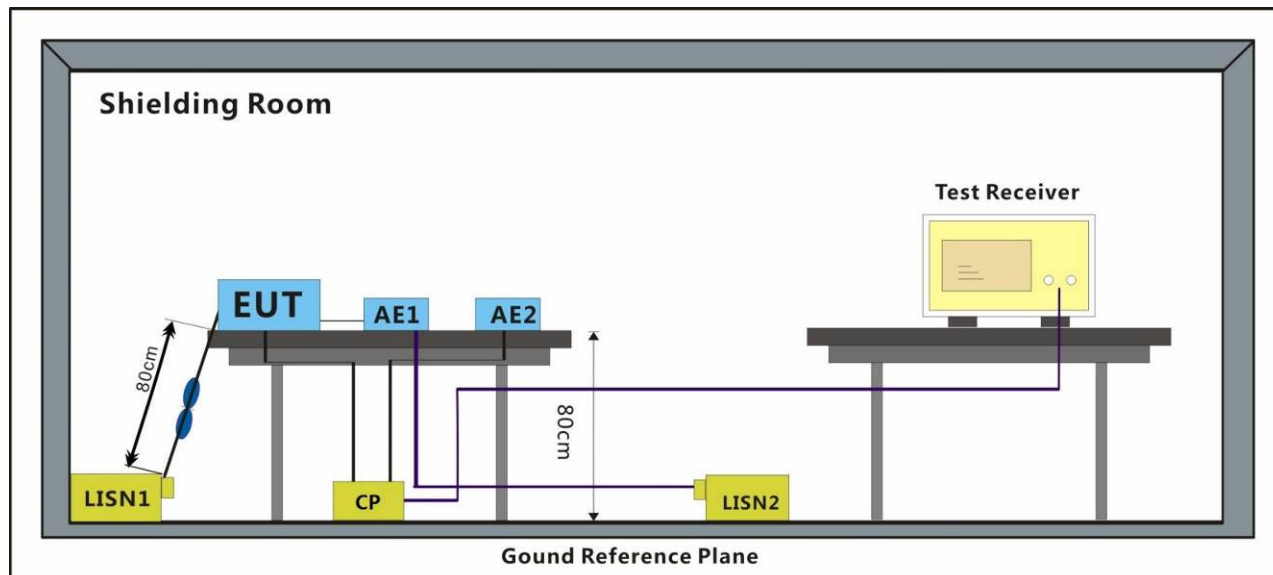 Shielding Room
Test Receiver
EUT
AE1
AE2
80cm
80cm
LISN1
CP
LISN2
Gound Reference Plane